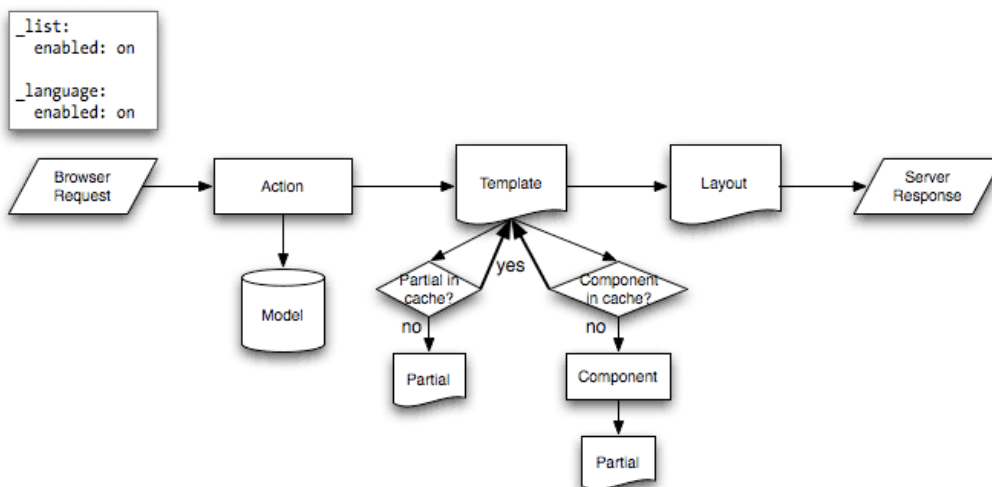 _list:
enabled: on
_language:
enabled: on
Browser
Request
Action
Template
Layout
Server
Response
Model
Partial in
cache?
yes
Component
in cache?
no
no
Partial
Component
Partial